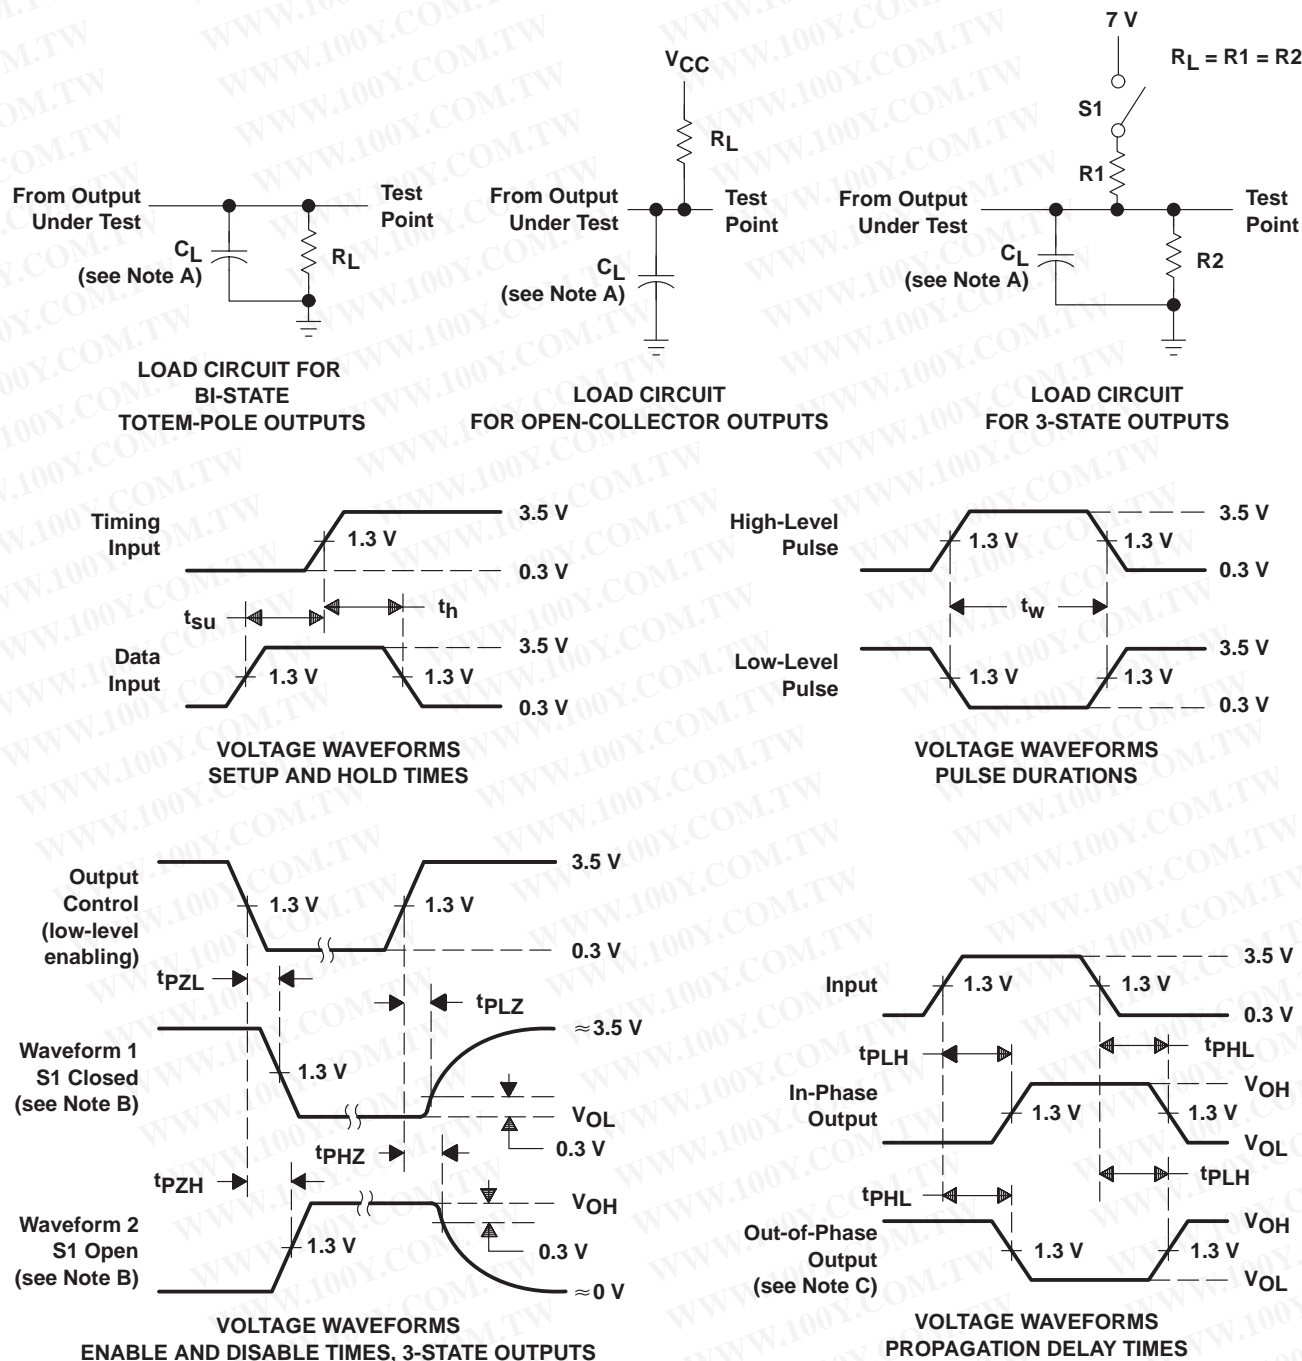 7 V
RL = R1 = R2
VCC
S1
RL
R1
From Output
Under Test
Test
Point
CL
(see Note A)
RL
From Output
Under Test
Test
Point
CL
(see Note A)
From Output
Under Test
Test
Point
CL
(see Note A)
R2
LOAD CIRCUIT FOR
BI-STATE
TOTEM-POLE OUTPUTS
LOAD CIRCUIT
FOR OPEN-COLLECTOR OUTPUTS
LOAD CIRCUIT
FOR 3-STATE OUTPUTS
Timing
Input
1.3 V
3.5 V
0.3 V
tsu
th
Data
Input
1.3 V
1.3 V
3.5 V
0.3 V
VOLTAGE WAVEFORMS
SETUP AND HOLD TIMES
High-Level
Pulse
1.3 V
1.3 V
3.5 V
0.3 V
tw
Low-Level
Pulse
1.3 V
1.3 V
3.5 V
0.3 V
VOLTAGE WAVEFORMS
PULSE DURATIONS
Output
Control
(low-level
enabling)
1.3 V
1.3 V
3.5 V
0.3 V
tPZL
tPLZ
Waveform 1
S1 Closed
(see Note B)
1.3 V
≈3.5 V
VOL
0.3 V
tPHZ
tPZH
Waveform 2
S1 Open
(see Note B)
1.3 V
VOH
0.3 V
≈0 V
VOLTAGE WAVEFORMS
ENABLE AND DISABLE TIMES, 3-STATE OUTPUTS
Input
1.3 V
1.3 V
3.5 V
0.3 V
tPLH
tPHL
In-Phase
Output
1.3 V
1.3 V
VOH
VOL
tPHL
tPLH
Out-of-Phase
Output
(see Note C)
1.3 V
1.3 V
VOH
VOL
VOLTAGE WAVEFORMS
PROPAGATION DELAY TIMES
WWW.100Y.COM.TW